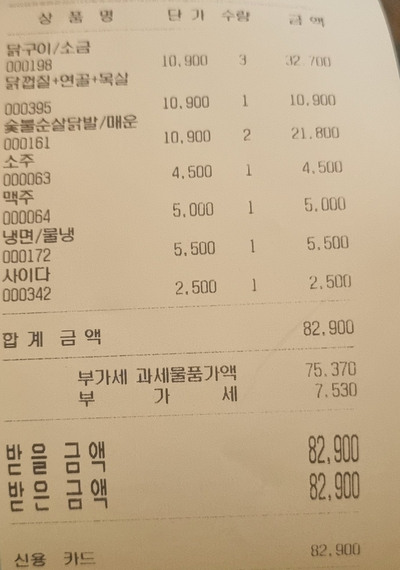 상 품 명 단 가 수량 금 액
닭구이/소금
000198 10,900 3 32,700
닭껍질+연골+목살
000395 10,900 1 10,900
숯불순살닭발/매운
000161 10,900 2 21,800
소주
000063 4,500 1 4,500
맥주
000064 5,000 1 5,000
냉면/물냉
000172 5,500 1 5,500
사이다
000342 2,500 1 2,500
합 계 금 액 82,900
부가세 과세물품가액 75,370
부 가 세 7,530
받 을 금 액 82,900
받 은 금 액 82,900
신용 카드 82,900